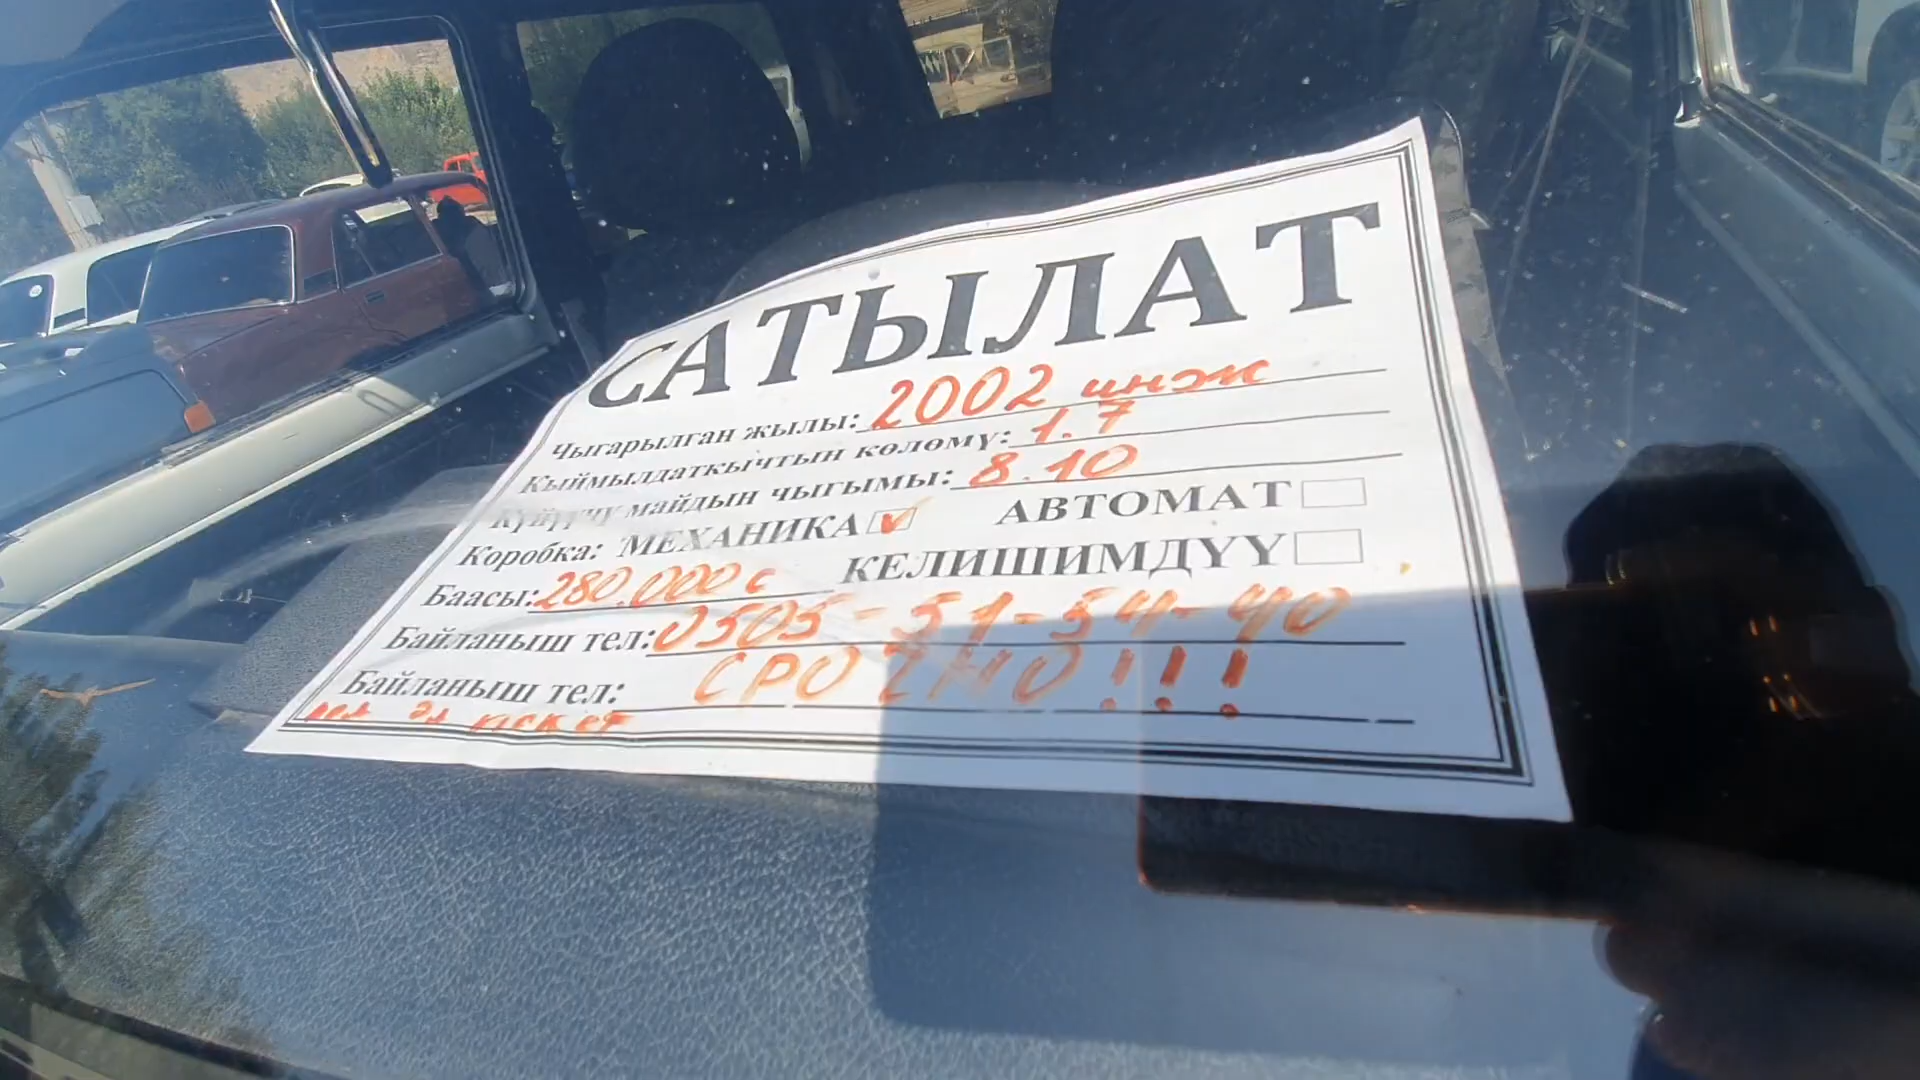 САТЫЛАТ
Чыгарылган жылы: 2002 инж
Кыймылдаткычтын көлөмү: 1.7
Күйүүчү майдын чыгымы: 8.10
Коробка: МЕХАНИКА АВТОМАТ
Баасы: 280.000 с КЕЛИШИМДҮҮ
Байланыш тел: 0505-51-54-40
Байланыш тел: СРОЧНО!!!